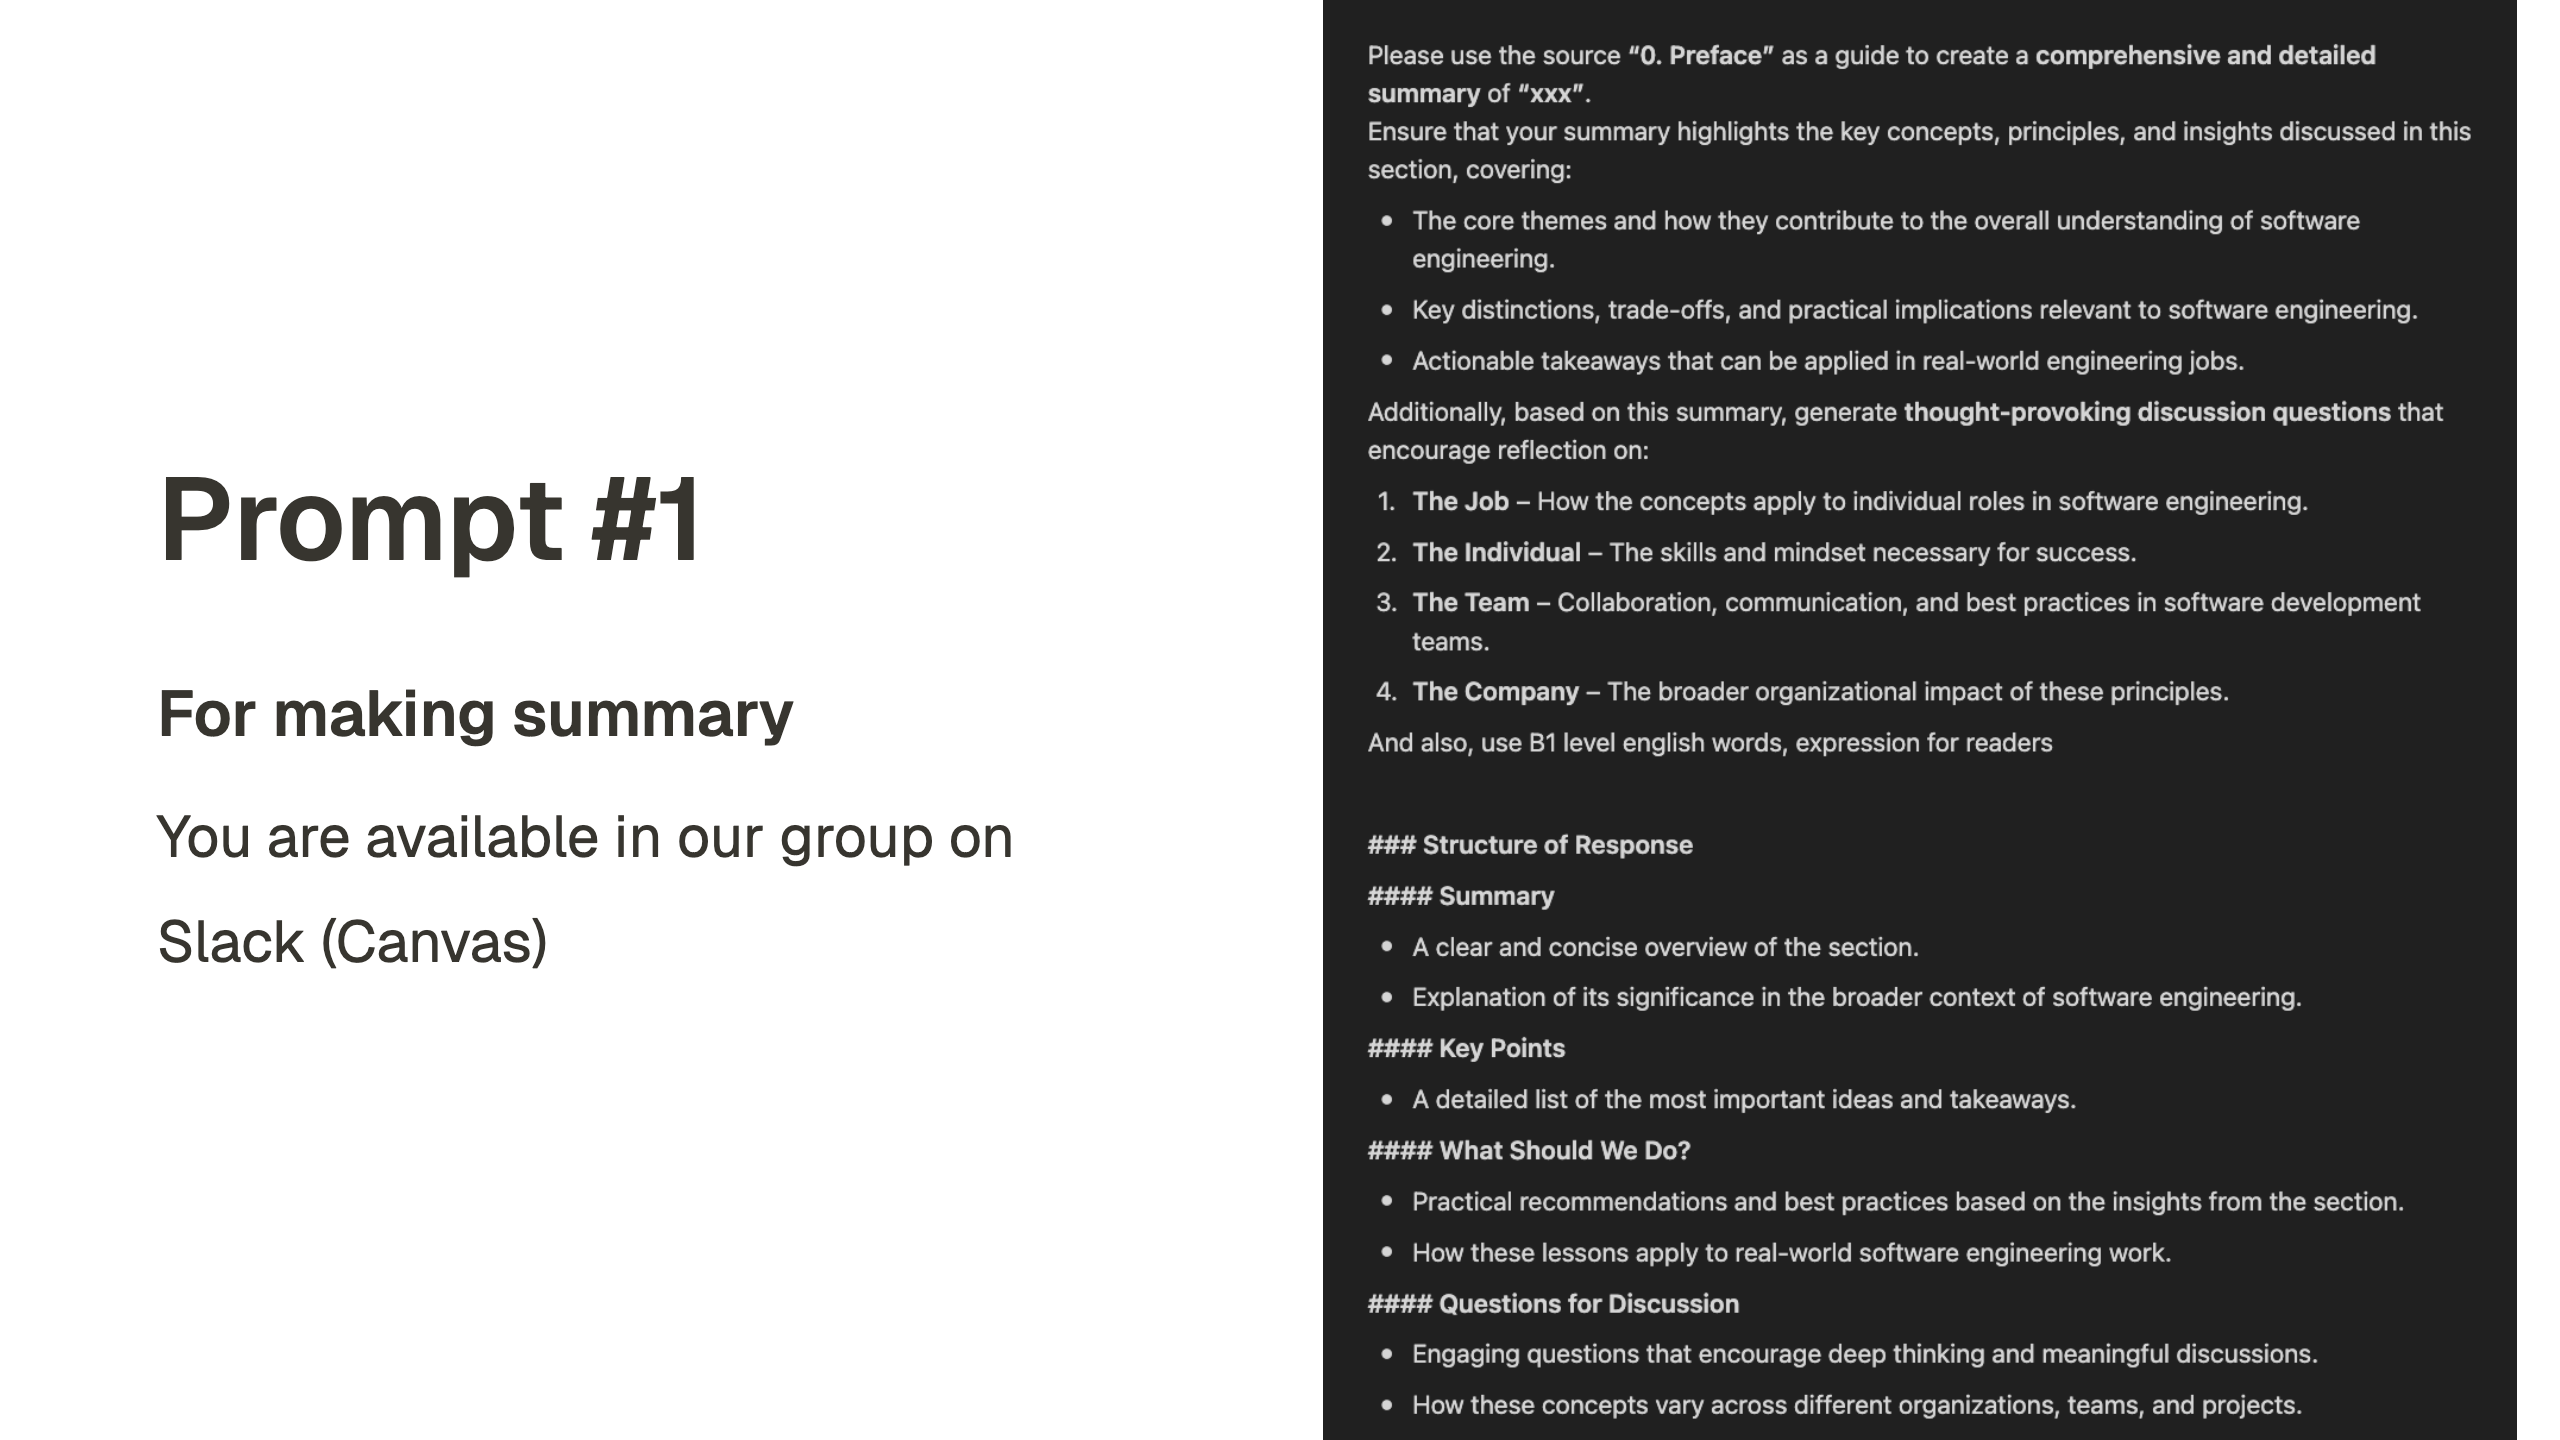 Prompt #1
For making summary
You are available in our group on
Slack (Canvas)
Please use the source “0. Preface” as a guide to create a comprehensive and detailed
summary of “xxx”.
Ensure that your summary highlights the key concepts, principles, and insights discussed in this
section, covering:
• The core themes and how they contribute to the overall understanding of software
engineering.
• Key distinctions, trade-offs, and practical implications relevant to software engineering.
• Actionable takeaways that can be applied in real-world engineering jobs.
Additionally, based on this summary, generate thought-provoking discussion questions that
encourage reflection on:
1. The Job – How the concepts apply to individual roles in software engineering.
2. The Individual – The skills and mindset necessary for success.
3. The Team – Collaboration, communication, and best practices in software development
teams.
4. The Company – The broader organizational impact of these principles.
And also, use B1 level english words, expression for readers
### Structure of Response
#### Summary
• A clear and concise overview of the section.
• Explanation of its significance in the broader context of software engineering.
#### Key Points
• A detailed list of the most important ideas and takeaways.
#### What Should We Do?
• Practical recommendations and best practices based on the insights from the section.
• How these lessons apply to real-world software engineering work.
#### Questions for Discussion
• Engaging questions that encourage deep thinking and meaningful discussions.
• How these concepts vary across different organizations, teams, and projects.